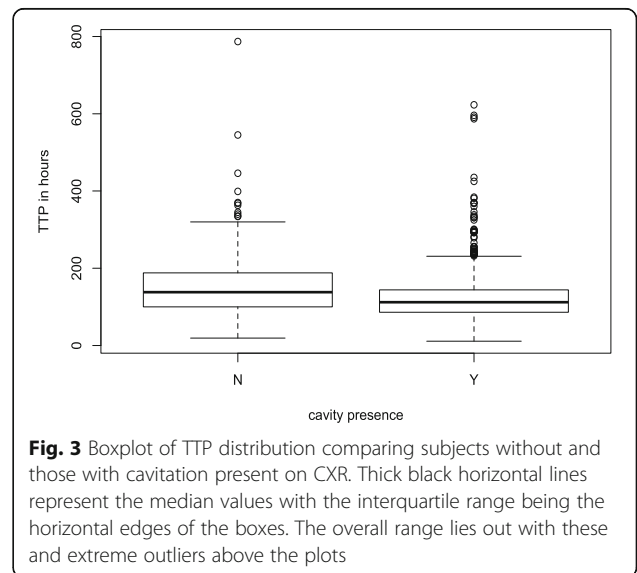 800
600
400
200
0
TTP in hours
N Y
cavity presence
Fig. 3 Boxplot of TTP distribution comparing subjects without and
those with cavitation present on CXR. Thick black horizontal lines
represent the median values with the interquartile range being the
horizontal edges of the boxes. The overall range lies out with these
and extreme outliers above the plots